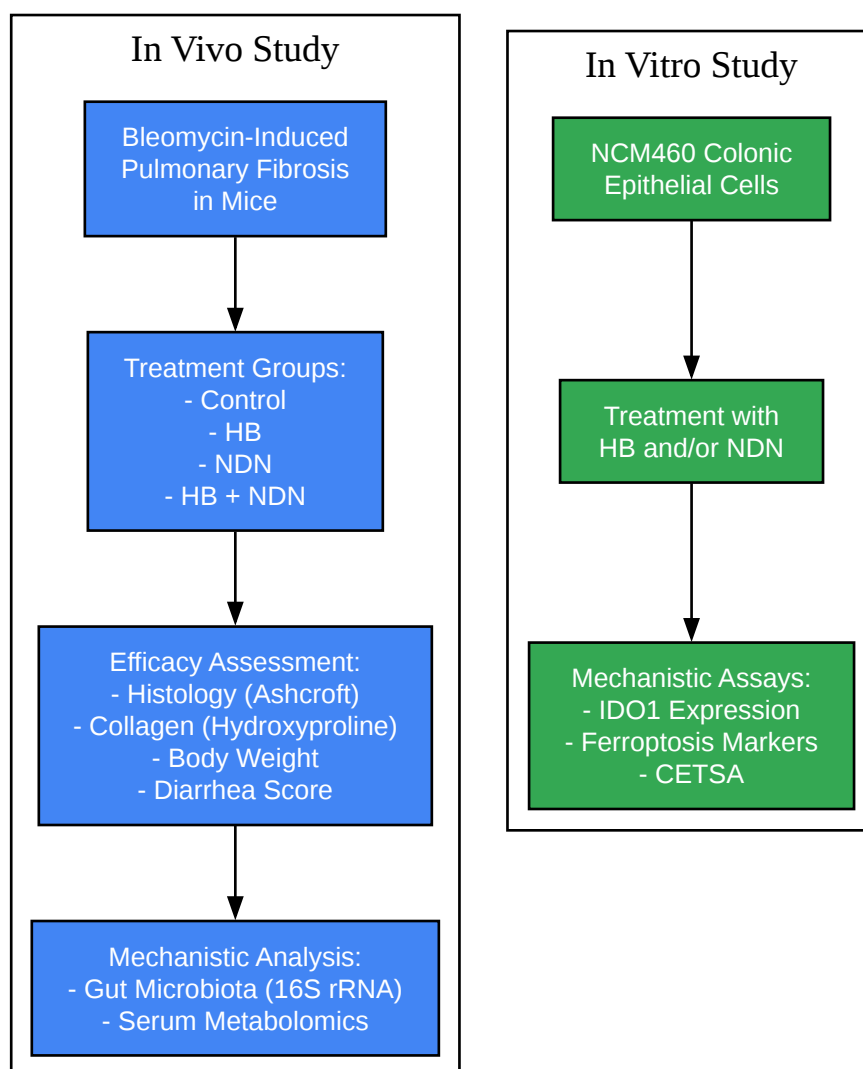 In Vivo Study
Bleomycin-Induced
Pulmonary Fibrosis
in Mice
Treatment Groups:
- Control
- HB
- NDN
- HB + NDN
Efficacy Assessment:
- Histology (Ashcroft)
- Collagen (Hydroxyproline)
- Body Weight
- Diarrhea Score
Mechanistic Analysis:
- Gut Microbiota (16S rRNA)
- Serum Metabolomics
In Vitro Study
NCM460 Colonic
Epithelial Cells
Treatment with
HB and/or NDN
Mechanistic Assays:
- IDO1 Expression
- Ferroptosis Markers
- CETSA